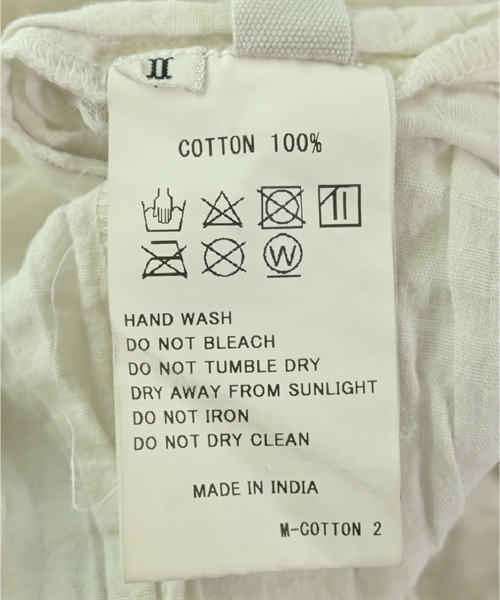 II
COTTON 100%
W
HAND WASH
DO NOT BLEACH
DO NOT TUMBLE DRY
DRY AWAY FROM SUNLIGHT
DO NOT IRON
DO NOT DRY CLEAN
MADE IN INDIA
M-COTTON 2